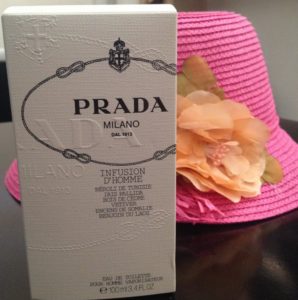 PRADA
MILANO
DAL 1913
INFUSION
D'HOMME
NÉROLI DE TUNISIE
IRIS PALLIDA
BOIS DE CÈDRE
VETIVER
ENCENS DE SOMALIE
BENJOIN DU LAOS
EAU DE TOILETTE
POUR HOMME VAPORISATEUR
100ml 3.4 FL.OZ